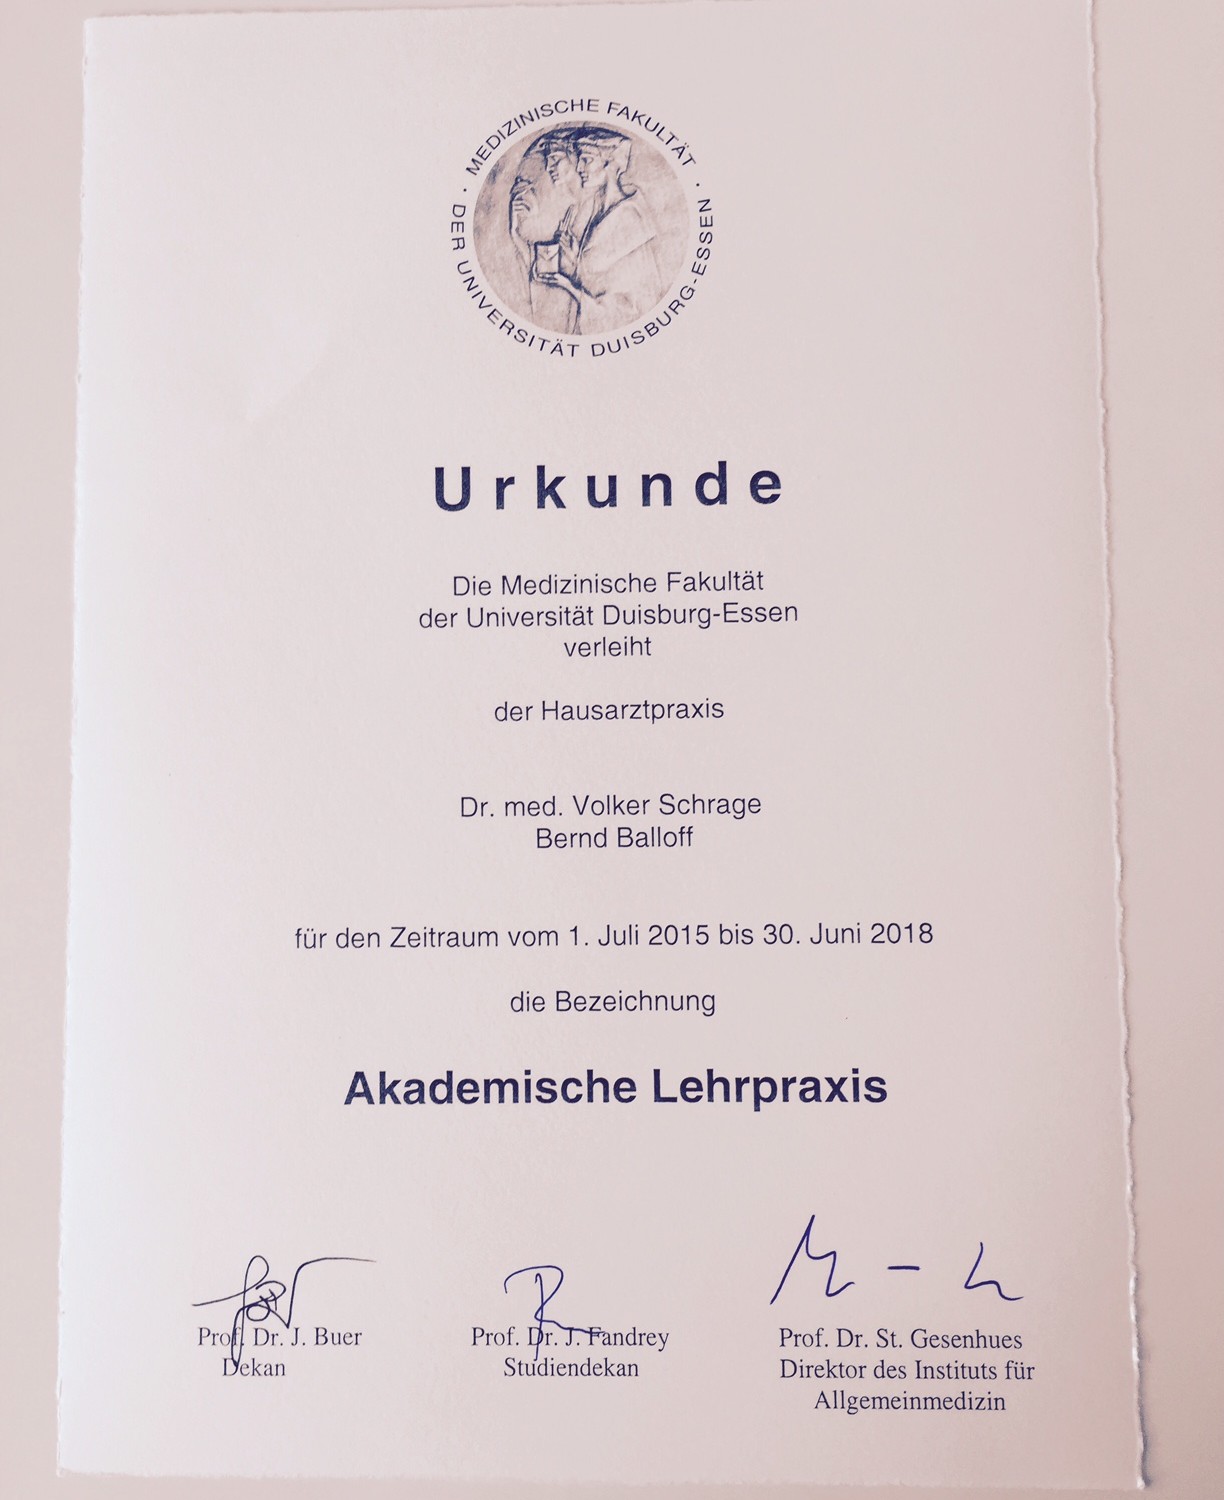 MEDIZINISCHE FAKULTÄT · DER UNIVERSITÄT DUISBURG-ESSEN ·
Urkunde
Die Medizinische Fakultät
der Universität Duisburg-Essen
verleiht
der Hausarztpraxis
Dr. med. Volker Schrage
Bernd Balloff
für den Zeitraum vom 1. Juli 2015 bis 30. Juni 2018
die Bezeichnung
Akademische Lehrpraxis
Prof. Dr. J. Buer
Dekan
Prof. Dr. J. Fandrey
Studiendekan
Prof. Dr. St. Gesenhues
Direktor des Instituts für
Allgemeinmedizin